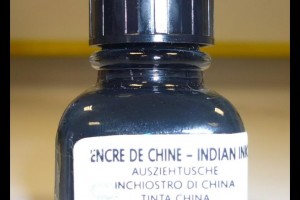 ENCRE DE CHINE – INDIAN INK
AUSZIEHTUSCHE
INCHIOSTRO DI CHINA
TINTA CHINA